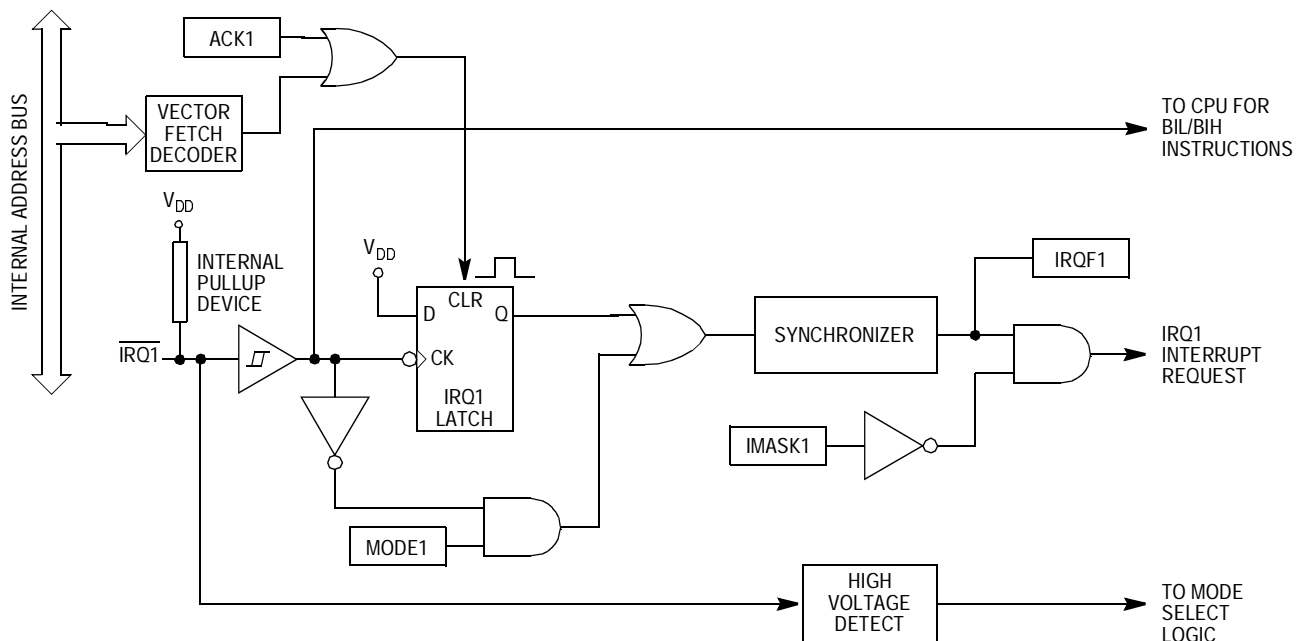 ACK1
INTERNAL ADDRESS BUS
VECTOR
FETCH
DECODER
TO CPU FOR
BIL/BIH
INSTRUCTIONS
VDD
INTERNAL
PULLUP
DEVICE
VDD
CLR
D
Q
CK
IRQ1
LATCH
IRQ1
SYNCHRONIZER
IRQF1
IRQ1
INTERRUPT
REQUEST
IMASK1
MODE1
HIGH
VOLTAGE
DETECT
TO MODE
SELECT
LOGIC